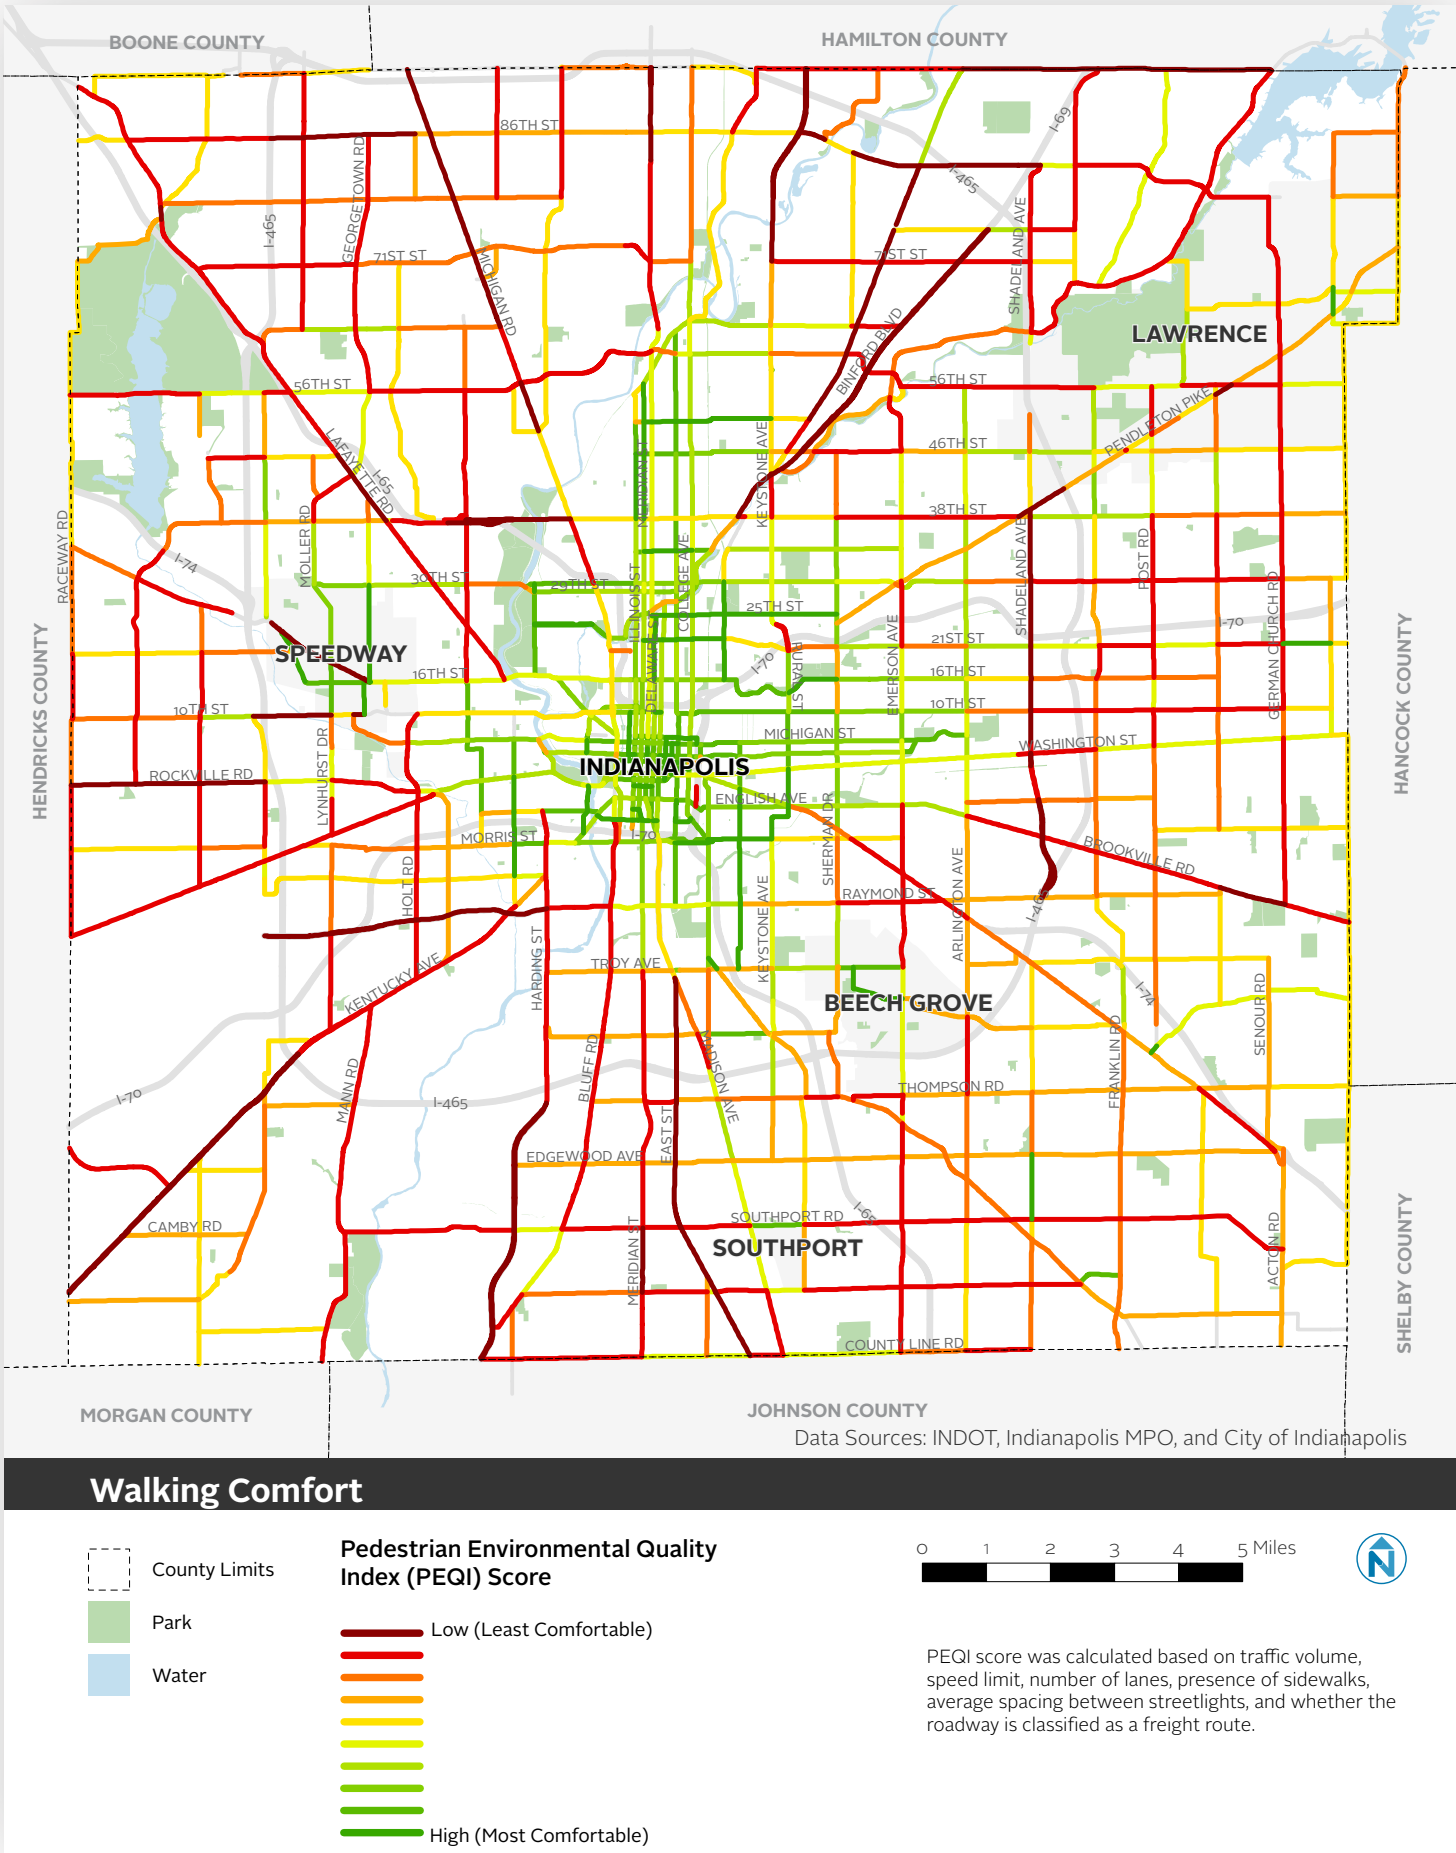 BOONE COUNTY
HAMILTON COUNTY
86TH ST
I-69
GEORGETOWN RD
I-465
I-465
SHADELAND AVE
71ST ST
71ST ST
MICHIGAN RD
LAWRENCE
BINFORD BLVD
56TH ST
56TH ST
PENDLETON PIKE
LAFAYETTE RD
I-65
MERIDIAN ST
KEYSTONE AVE
46TH ST
38TH ST
RACEWAY RD
I-74
MOLLER RD
30TH ST
29TH ST
ILLINOIS ST
COLLEGE AVE
SHADELAND AVE
POST RD
GERMAN CHURCH RD
25TH ST
I-70
HENDRICKS COUNTY
HANCOCK COUNTY
SPEEDWAY
DELAWARE ST
I-70
RURAL ST
EMERSON AVE
21ST ST
16TH ST
16TH ST
10TH ST
10TH ST
MICHIGAN ST
WASHINGTON ST
LYNHURST DR
INDIANAPOLIS
ROCKVILLE RD
ENGLISH AVE
SHERMAN DR
MORRIS ST
I-70
BROOKVILLE RD
HOLT RD
KEYSTONE AVE
RAYMOND ST
ARLINGTON AVE
I-465
HARDING ST
TROY AVE
KENTUCKY AVE
BEECH GROVE
I-74
SENOUR RD
MADISON AVE
BLUFF RD
FRANKLIN RD
MANN RD
I-70
I-465
THOMPSON RD
EAST ST
EDGEWOOD AVE
CAMBY RD
MERIDIAN ST
SOUTHPORT RD
I-65
SOUTHPORT
ACTON RD
SHELBY COUNTY
COUNTY LINE RD
MORGAN COUNTY
JOHNSON COUNTY
Data Sources: INDOT, Indianapolis MPO, and City of Indianapolis
Walking Comfort
County Limits
Park
Water
Pedestrian Environmental Quality
Index (PEQI) Score
Low (Least Comfortable)
High (Most Comfortable)
0 1 2 3 4 5 Miles
N
PEQI score was calculated based on traffic volume,
speed limit, number of lanes, presence of sidewalks,
average spacing between streetlights, and whether the
roadway is classified as a freight route.